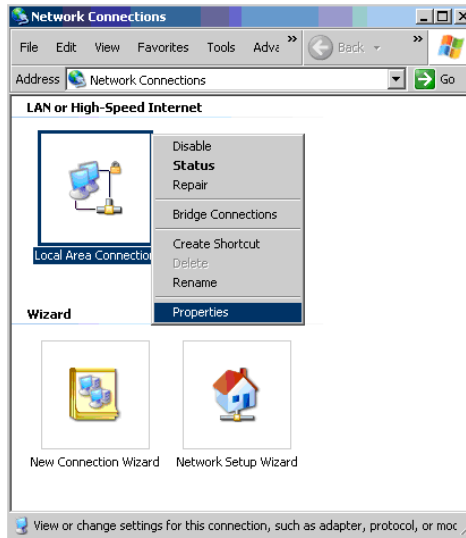 Network Connections
File Edit View Favorites Tools Adva » Back »
Address Network Connections Go
LAN or High-Speed Internet
Local Area Connection
Disable
Status
Repair
Bridge Connections
Create Shortcut
Delete
Rename
Properties
Wizard
New Connection Wizard Network Setup Wizard
View or change settings for this connection, such as adapter, protocol, or moc